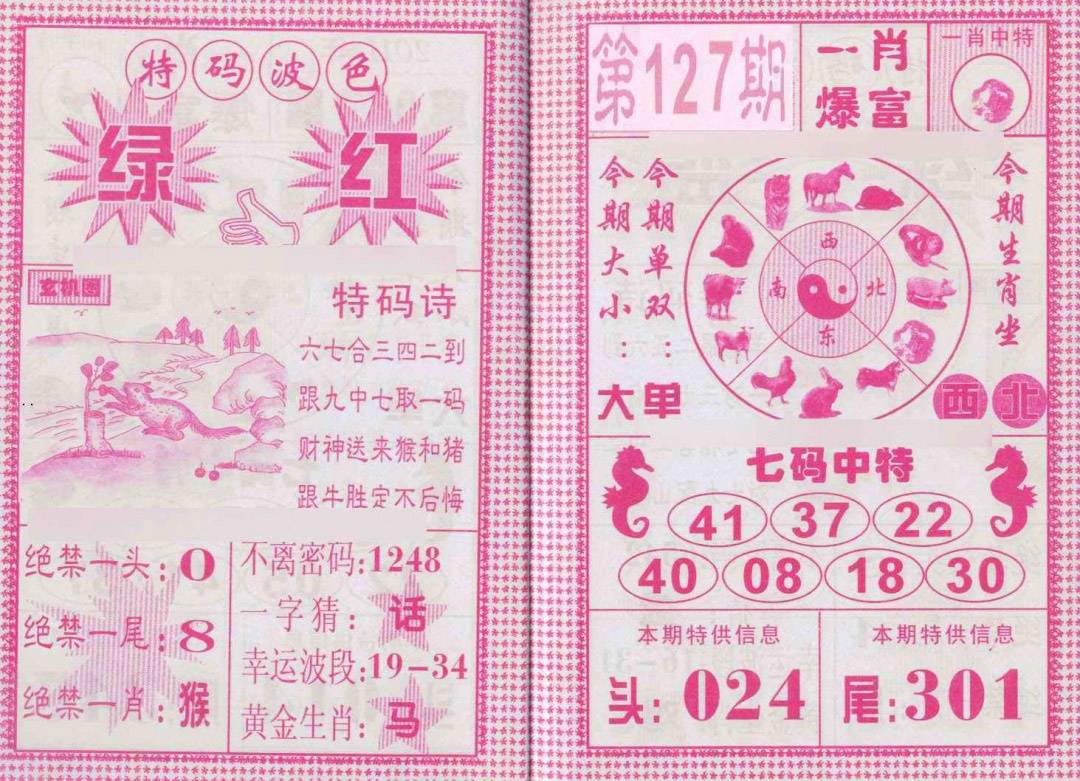 特码波色
绿 红
玄机图
特码诗
六七合三四二到
跟九中七取一码
财神送来猴和猪
跟牛胜定不后悔
绝禁一头:0
绝禁一尾:8
绝禁一肖:猴
不离密码:1248
一字猜:话
幸运波段:19-34
黄金生肖:马
第127期
一肖
爆富
一肖中特
今期大小:大
今期单双:单
西
南 北
东
今期生肖坐
西北
七码中特
41 37 22
40 08 18 30
本期特供信息
头:024
本期特供信息
尾:301